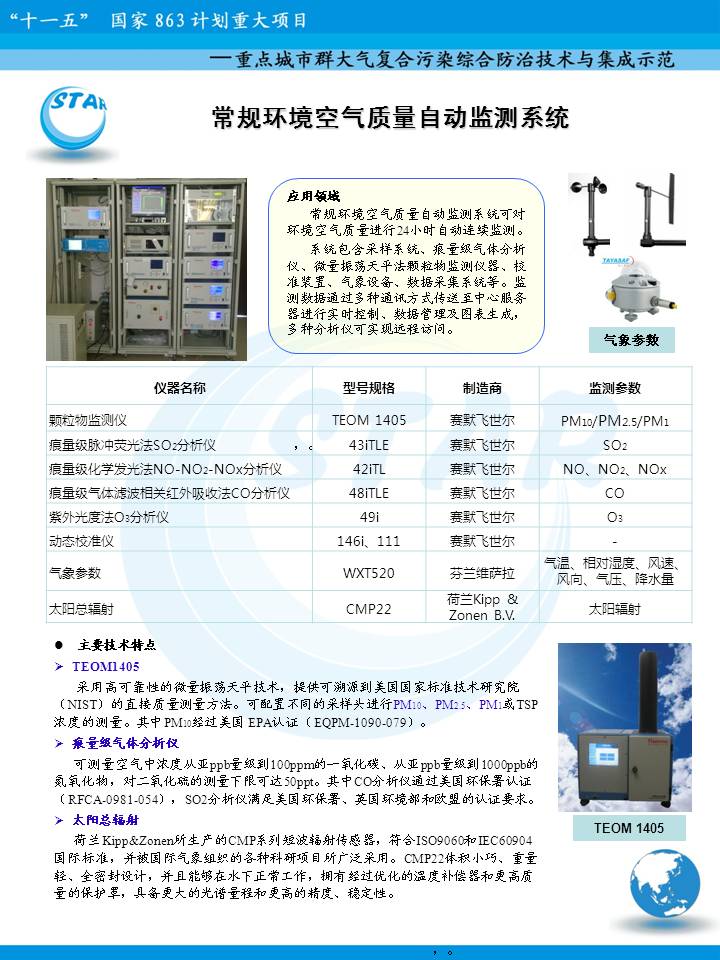 “十一五” 国家 863 计划重大项目
—重点城市群大气复合污染综合防治技术与集成示范
STAR
常规环境空气质量自动监测系统
应用领域
常规环境空气质量自动监测系统可对
环境空气质量进行24小时自动连续监测。
系统包含采样系统、痕量级气体分析
仪、微量振荡天平法颗粒物监测仪器、校
准装置、气象设备、数据采集系统等。监
测数据通过多种通讯方式传送至中心服务
器进行实时控制、数据管理及图表生成，
多种分析仪可实现远程访问。
TAYASAF
气象参数
仪器名称 型号规格 制造商 监测参数
颗粒物监测仪 TEOM 1405 赛默飞世尔 PM10/PM2.5/PM1
痕量级脉冲荧光法SO2分析仪 ，。 43iTLE 赛默飞世尔 SO2
痕量级化学发光法NO-NO2-NOx分析仪 42iTL 赛默飞世尔 NO、NO2、NOx
痕量级气体滤波相关红外吸收法CO分析仪 48iTLE 赛默飞世尔 CO
紫外光度法O3分析仪 49i 赛默飞世尔 O3
动态校准仪 146i、111 赛默飞世尔 -
气象参数 WXT520 芬兰维萨拉 气温、相对湿度、风速、
风向、气压、降水量
太阳总辐射 CMP22 荷兰Kipp & 太阳辐射
Zonen B.V.
STAR
● 主要技术特点
➢ TEOM1405
采用高可靠性的微量振荡天平技术，提供可溯源到美国国家标准技术研究院
（NIST）的直接质量测量方法。可配置不同的采样头进行PM10、PM2.5、PM1或TSP
浓度的测量。其中PM10经过美国 EPA认证（EQPM-1090-079）。
➢ 痕量级气体分析仪
可测量空气中浓度从亚ppb量级到100ppm的一氧化碳、从亚ppb量级到1000ppb的
氮氧化物，对二氧化硫的测量下限可达50ppt。其中CO分析仪通过美国环保署认证
（RFCA-0981-054），SO2分析仪满足美国环保署、英国环境部和欧盟的认证要求。
➢ 太阳总辐射
荷兰Kipp&Zonen所生产的CMP系列短波辐射传感器，符合ISO9060和IEC60904
国际标准，并被国际气象组织的各种科研项目所广泛采用。CMP22体积小巧、重量
轻、全密封设计，并且能够在水下正常工作，拥有经过优化的温度补偿器和更高质
量的保护罩，具备更大的光谱量程和更高的精度、稳定性。
Thermo
TEOM 1405
，。